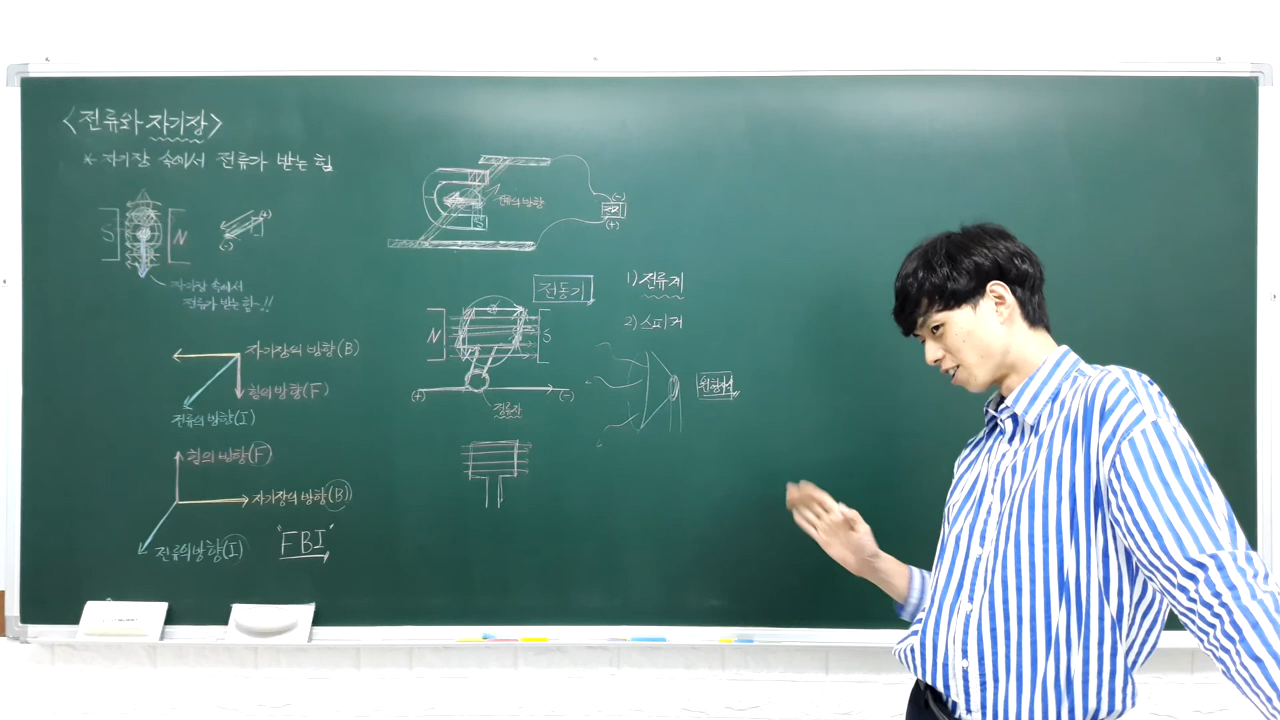 <전류와 자기장>
* 자기장 속에서 전류가 받는 힘
S N
(+)
(-)
자기장 속에서
전류가 받는 힘~!!
자기장의 방향(B)
힘의 방향(F)
전류의 방향(I)
힘의 방향(F)
자기장의 방향(B)
전류의 방향(I)
"FBI"
전류의 방향
S
(-)
(+)
전동기
N S
(+) (-)
정류자
1) 전류계
2) 스피커